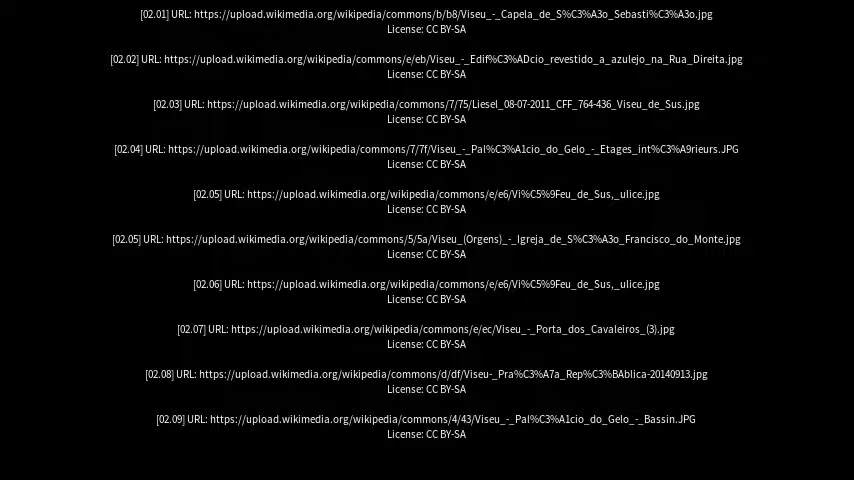 [02.01] URL: https://upload.wikimedia.org/wikipedia/commons/b/b8/Viseu_-_Capela_de_S%C3%A3o_Sebasti%C3%A3o.jpg
License: CC BY-SA
[02.02] URL: https://upload.wikimedia.org/wikipedia/commons/e/eb/Viseu_-_Edif%C3%ADcio_revestido_a_azulejo_na_Rua_Direita.jpg
License: CC BY-SA
[02.03] URL: https://upload.wikimedia.org/wikipedia/commons/7/75/Liesel_08-07-2011_CFF_764-436_Viseu_de_Sus.jpg
License: CC BY-SA
[02.04] URL: https://upload.wikimedia.org/wikipedia/commons/7/7f/Viseu_-_Pal%C3%A1cio_do_Gelo_-_Etages_int%C3%A9rieurs.JPG
License: CC BY-SA
[02.05] URL: https://upload.wikimedia.org/wikipedia/commons/e/e6/Vi%C5%9Feu_de_Sus,_ulice.jpg
License: CC BY-SA
[02.05] URL: https://upload.wikimedia.org/wikipedia/commons/5/5a/Viseu_(Orgens)_-_Igreja_de_S%C3%A3o_Francisco_do_Monte.jpg
License: CC BY-SA
[02.06] URL: https://upload.wikimedia.org/wikipedia/commons/e/e6/Vi%C5%9Feu_de_Sus,_ulice.jpg
License: CC BY-SA
[02.07] URL: https://upload.wikimedia.org/wikipedia/commons/e/ec/Viseu_-_Porta_dos_Cavaleiros_(3).jpg
License: CC BY-SA
[02.08] URL: https://upload.wikimedia.org/wikipedia/commons/d/df/Viseu-_Pra%C3%A7a_Rep%C3%BAblica-20140913.jpg
License: CC BY-SA
[02.09] URL: https://upload.wikimedia.org/wikipedia/commons/4/43/Viseu_-_Pal%C3%A1cio_do_Gelo_-_Bassin.JPG
License: CC BY-SA